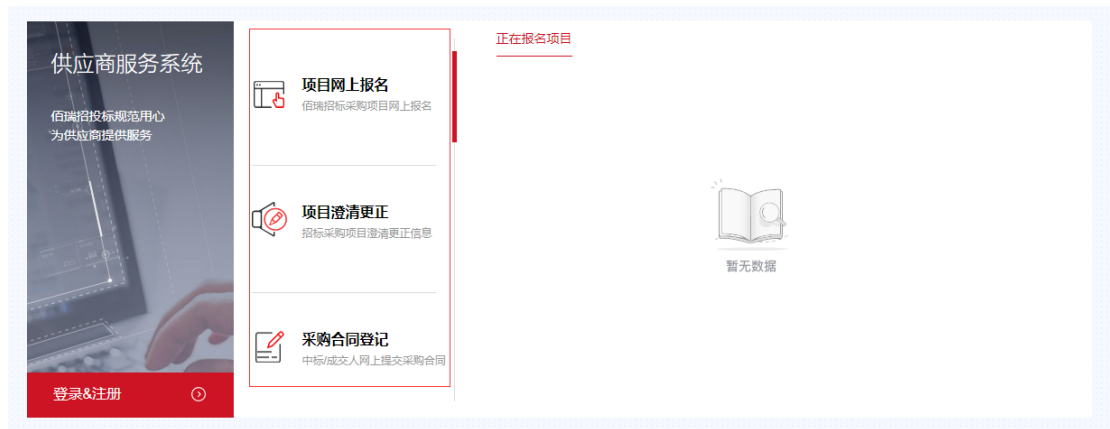 供应商服务系统
佰瑞招投标规范用心
为供应商提供服务
登录&注册
项目网上报名
佰瑞招标采购项目网上报名
项目澄清更正
招标采购项目澄清更正信息
采购合同登记
中标/成交人网上提交采购合同
正在报名项目
暂无数据